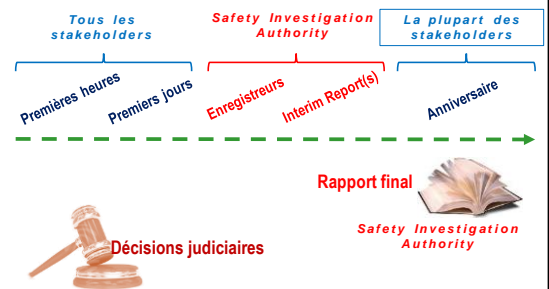 Tous les
stakeholders
Safety Investigation
Authority
La plupart des
stakeholders
Premières heures
Premiers jours
Enregistreurs
Interim Report(s)
Anniversaire
Rapport final
Safety Investigation
Authority
Décisions judiciaires